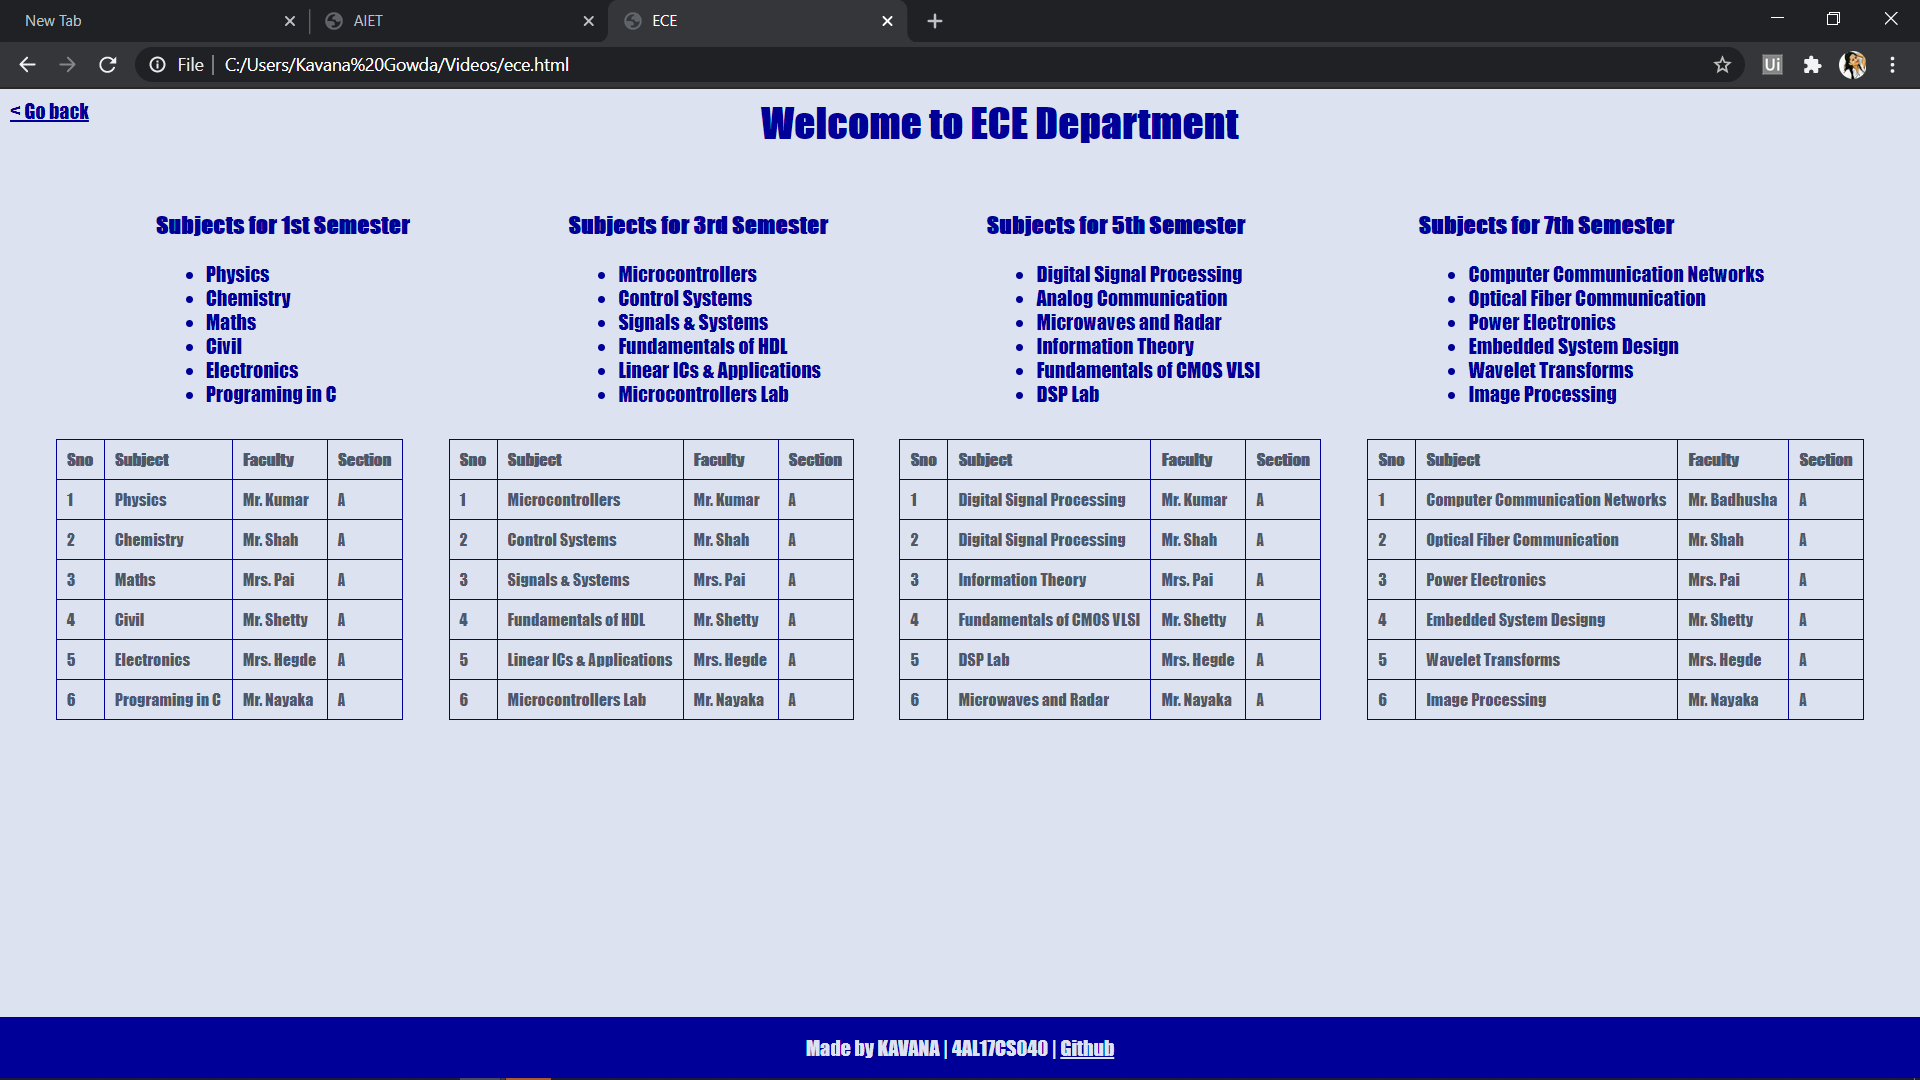 New Tab
AIET
ECE
File
C:/Users/Kavana%20Gowda/Videos/ece.html
Ui
< Go back
Welcome to ECE Department
Subjects for 1st Semester
Physics
Chemistry
Maths
Civil
Electronics
Programing in C
Subjects for 3rd Semester
Microcontrollers
Control Systems
Signals & Systems
Fundamentals of HDL
Linear ICs & Applications
Microcontrollers Lab
Subjects for 5th Semester
Digital Signal Processing
Analog Communication
Microwaves and Radar
Information Theory
Fundamentals of CMOS VLSI
DSP Lab
Subjects for 7th Semester
Computer Communication Networks
Optical Fiber Communication
Power Electronics
Embedded System Design
Wavelet Transforms
Image Processing
Sno Subject Faculty Section
1 Physics Mr. Kumar A
2 Chemistry Mr. Shah A
3 Maths Mrs. Pai A
4 Civil Mr. Shetty A
5 Electronics Mrs. Hegde A
6 Programing in C Mr. Nayaka A
Sno Subject Faculty Section
1 Microcontrollers Mr. Kumar A
2 Control Systems Mr. Shah A
3 Signals & Systems Mrs. Pai A
4 Fundamentals of HDL Mr. Shetty A
5 Linear ICs & Applications Mrs. Hegde A
6 Microcontrollers Lab Mr. Nayaka A
Sno Subject Faculty Section
1 Digital Signal Processing Mr. Kumar A
2 Digital Signal Processing Mr. Shah A
3 Information Theory Mrs. Pai A
4 Fundamentals of CMOS VLSI Mr. Shetty A
5 DSP Lab Mrs. Hegde A
6 Microwaves and Radar Mr. Nayaka A
Sno Subject Faculty Section
1 Computer Communication Networks Mr. Badhusha A
2 Optical Fiber Communication Mr. Shah A
3 Power Electronics Mrs. Pai A
4 Embedded System Designg Mr. Shetty A
5 Wavelet Transforms Mrs. Hegde A
6 Image Processing Mr. Nayaka A
Made by KAVANA | 4AL17CS040 | Github